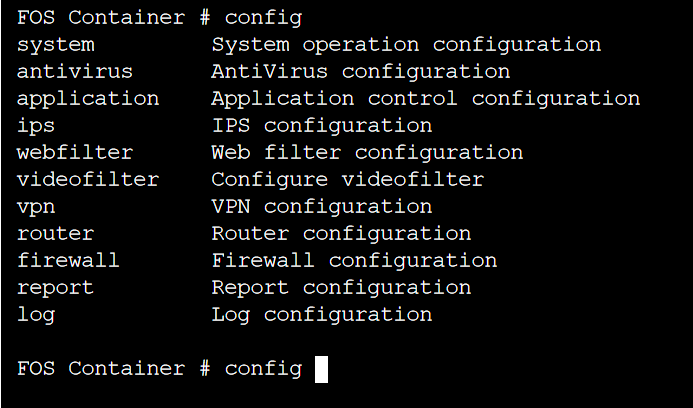 FOS Container # config
system System operation configuration
antivirus AntiVirus configuration
application Application control configuration
ips IPS configuration
webfilter Web filter configuration
videofilter Configure videofilter
vpn VPN configuration
router Router configuration
firewall Firewall configuration
report Report configuration
log Log configuration
FOS Container # config